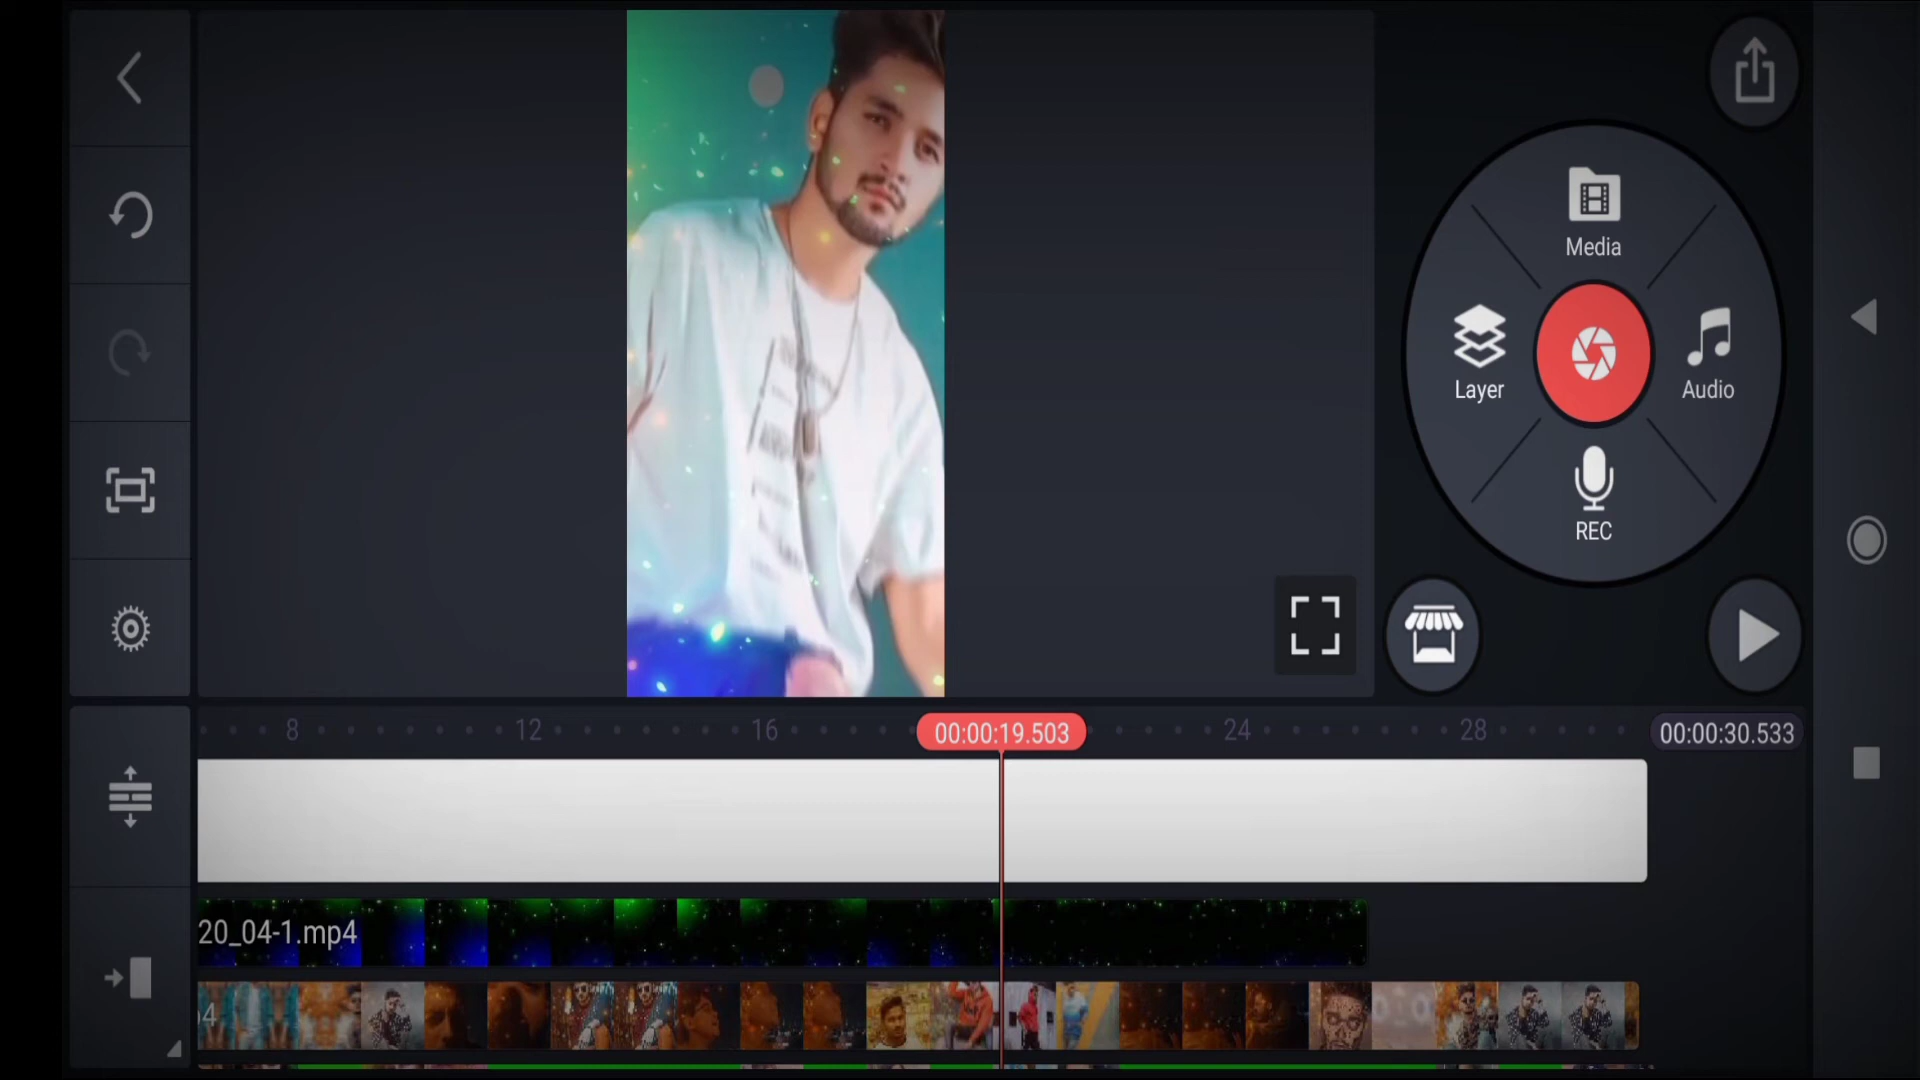 Media
Layer
Audio
REC
8
12
16
00:00:19.503
24
28
00:00:30.533
20_04-1.mp4